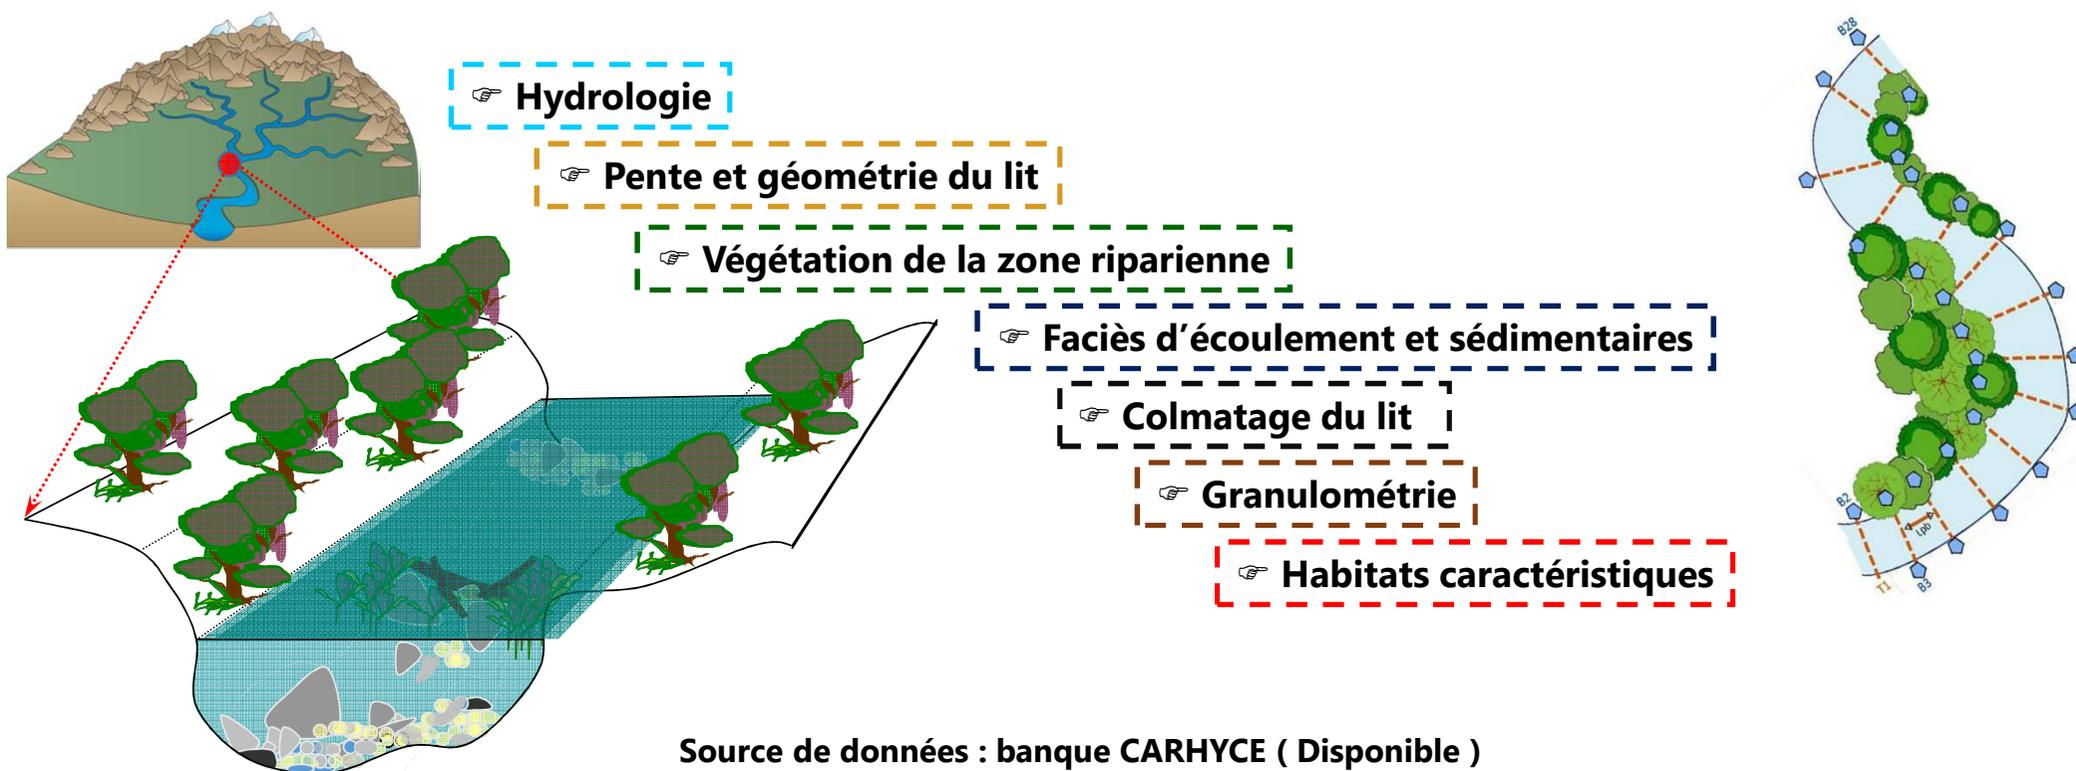 ☞ Hydrologie
☞ Pente et géométrie du lit
☞ Végétation de la zone riparienne
☞ Faciès d’écoulement et sédimentaires
☞ Colmatage du lit
☞ Granulométrie
☞ Habitats caractéristiques
Source de données : banque CARHYCE ( Disponible )
B28
B2
Lpb
T1
B3